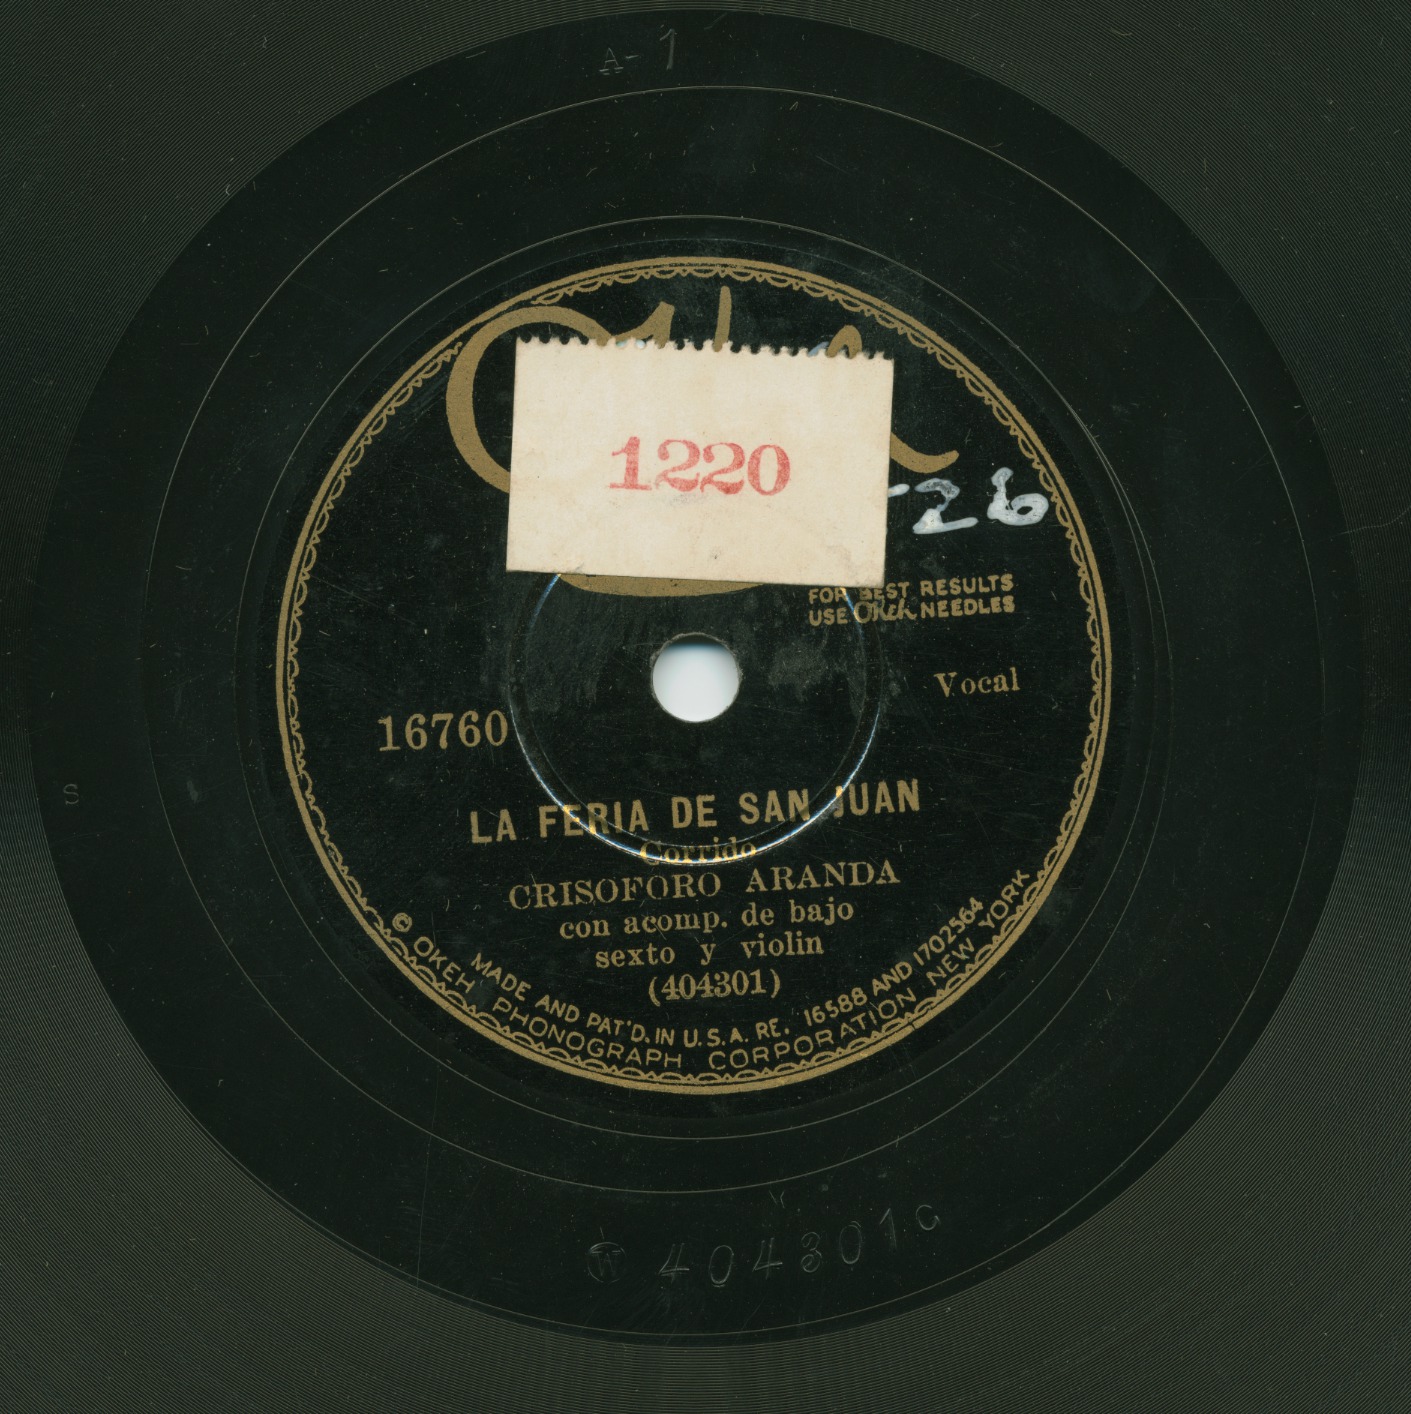 A-1
1220
-26
FOR BEST RESULTS
USE OKeh NEEDLES
Vocal
16760
S
LA FERIA DE SAN JUAN
Corrido
CRISOFORO ARANDA
con acomp. de bajo
sexto y violin
(404301)
MADE AND PAT'D. IN U.S.A. RE. 16588 AND 1702564
© OKEH PHONOGRAPH CORPORATION NEW YORK
W 404301C